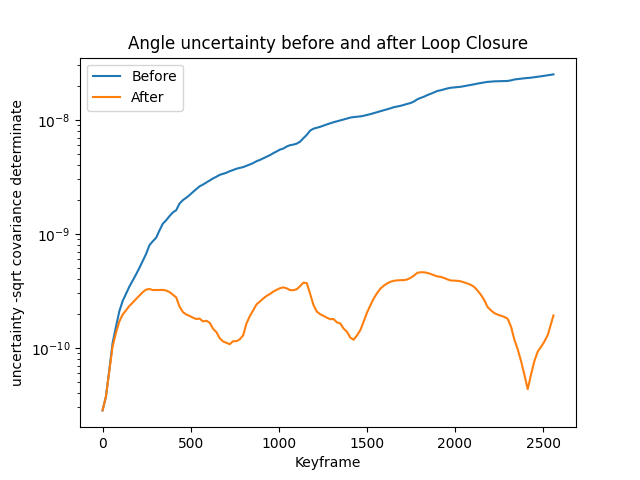 Angle uncertainty before and after Loop Closure
Before
After
uncertainty -sqrt covariance determinate
10⁻⁸
10⁻⁹
10⁻¹⁰
0 500 1000 1500 2000 2500
Keyframe